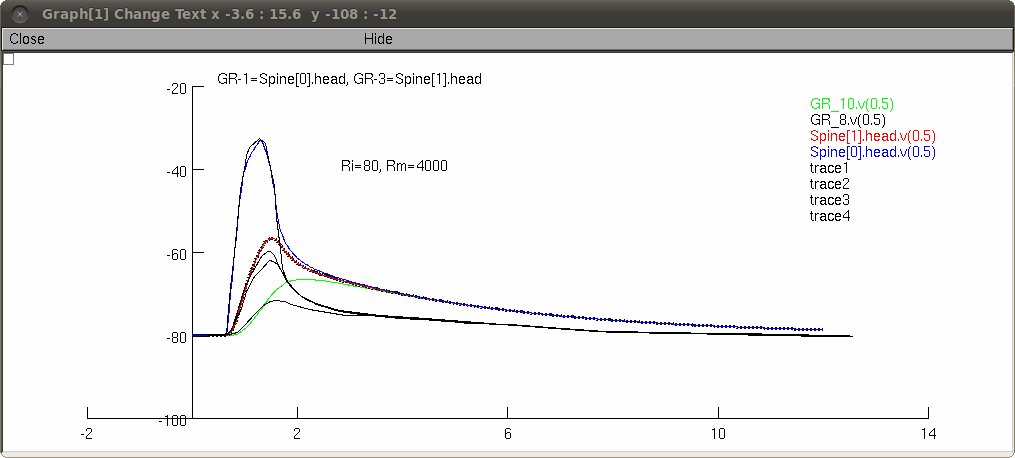 Graph[1] Change Text x -3.6 : 15.6 y -108 : -12
Close Hide
GR-1=Spine[0].head, GR-3=Spine[1].head
-20
GR_10.v(0.5)
GR_8.v(0.5)
Spine[1].head.v(0.5)
Spine[0].head.v(0.5)
Ri=80, Rm=4000
-40
trace1
trace2
trace3
trace4
-60
-80
-100
-2 2 6 10 14